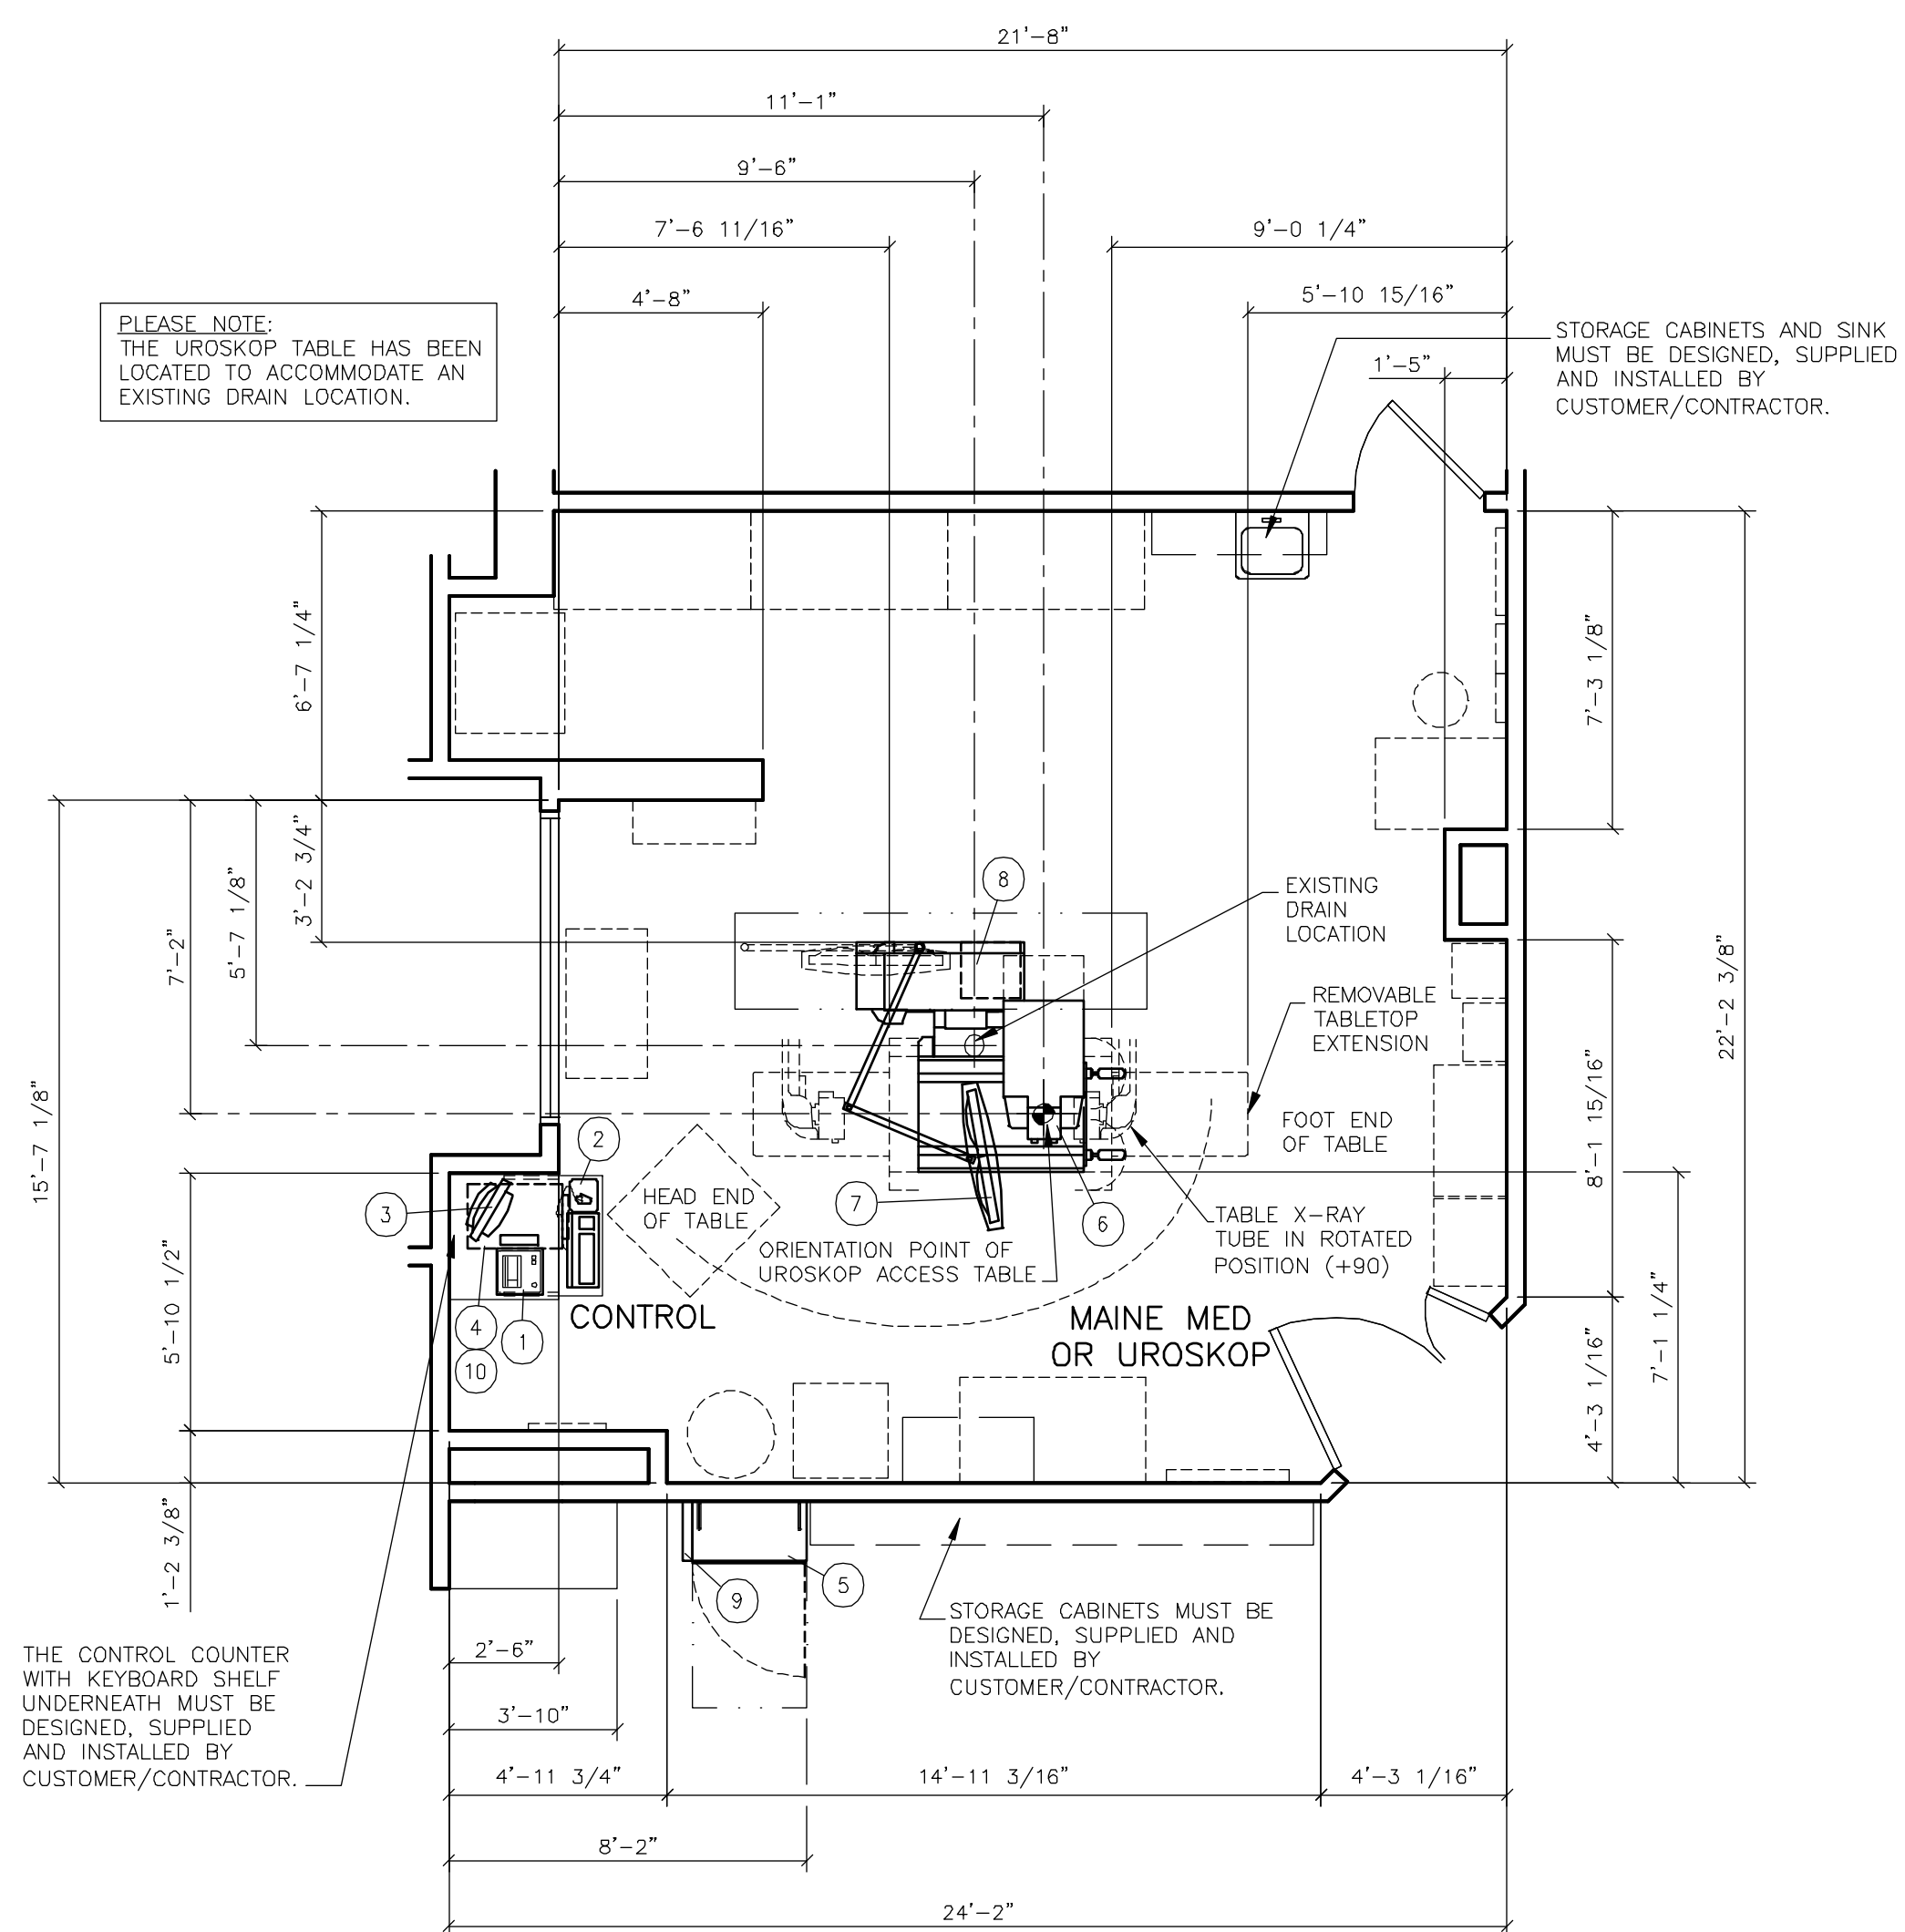 21'-8"
11'-1"
9'-6"
7'-6 11/16"
9'-0 1/4"
4'-8"
5'-10 15/16"
1'-5"
PLEASE NOTE:
THE UROSKOP TABLE HAS BEEN
LOCATED TO ACCOMMODATE AN
EXISTING DRAIN LOCATION.
STORAGE CABINETS AND SINK
MUST BE DESIGNED, SUPPLIED
AND INSTALLED BY
CUSTOMER/CONTRACTOR.
6'-7 1/4"
7'-3 1/8"
3'-2 3/4"
5'-7 1/8"
7'-2"
15'-7 1/8"
22'-2 3/8"
8
EXISTING
DRAIN
LOCATION
REMOVABLE
TABLETOP
EXTENSION
FOOT END
OF TABLE
8'-1 15/16"
2
3
HEAD END
OF TABLE
7
6
TABLE X-RAY
TUBE IN ROTATED
POSITION (+90)
ORIENTATION POINT OF
UROSKOP ACCESS TABLE
5'-10 1/2"
4
1
10
CONTROL
MAINE MED
OR UROSKOP
4'-3 1/16"
7'-1 1/4"
1'-2 3/8"
9
5
STORAGE CABINETS MUST BE
DESIGNED, SUPPLIED AND
INSTALLED BY
CUSTOMER/CONTRACTOR.
THE CONTROL COUNTER
WITH KEYBOARD SHELF
UNDERNEATH MUST BE
DESIGNED, SUPPLIED
AND INSTALLED BY
CUSTOMER/CONTRACTOR.
2'-6"
3'-10"
4'-11 3/4"
14'-11 3/16"
4'-3 1/16"
8'-2"
24'-2"